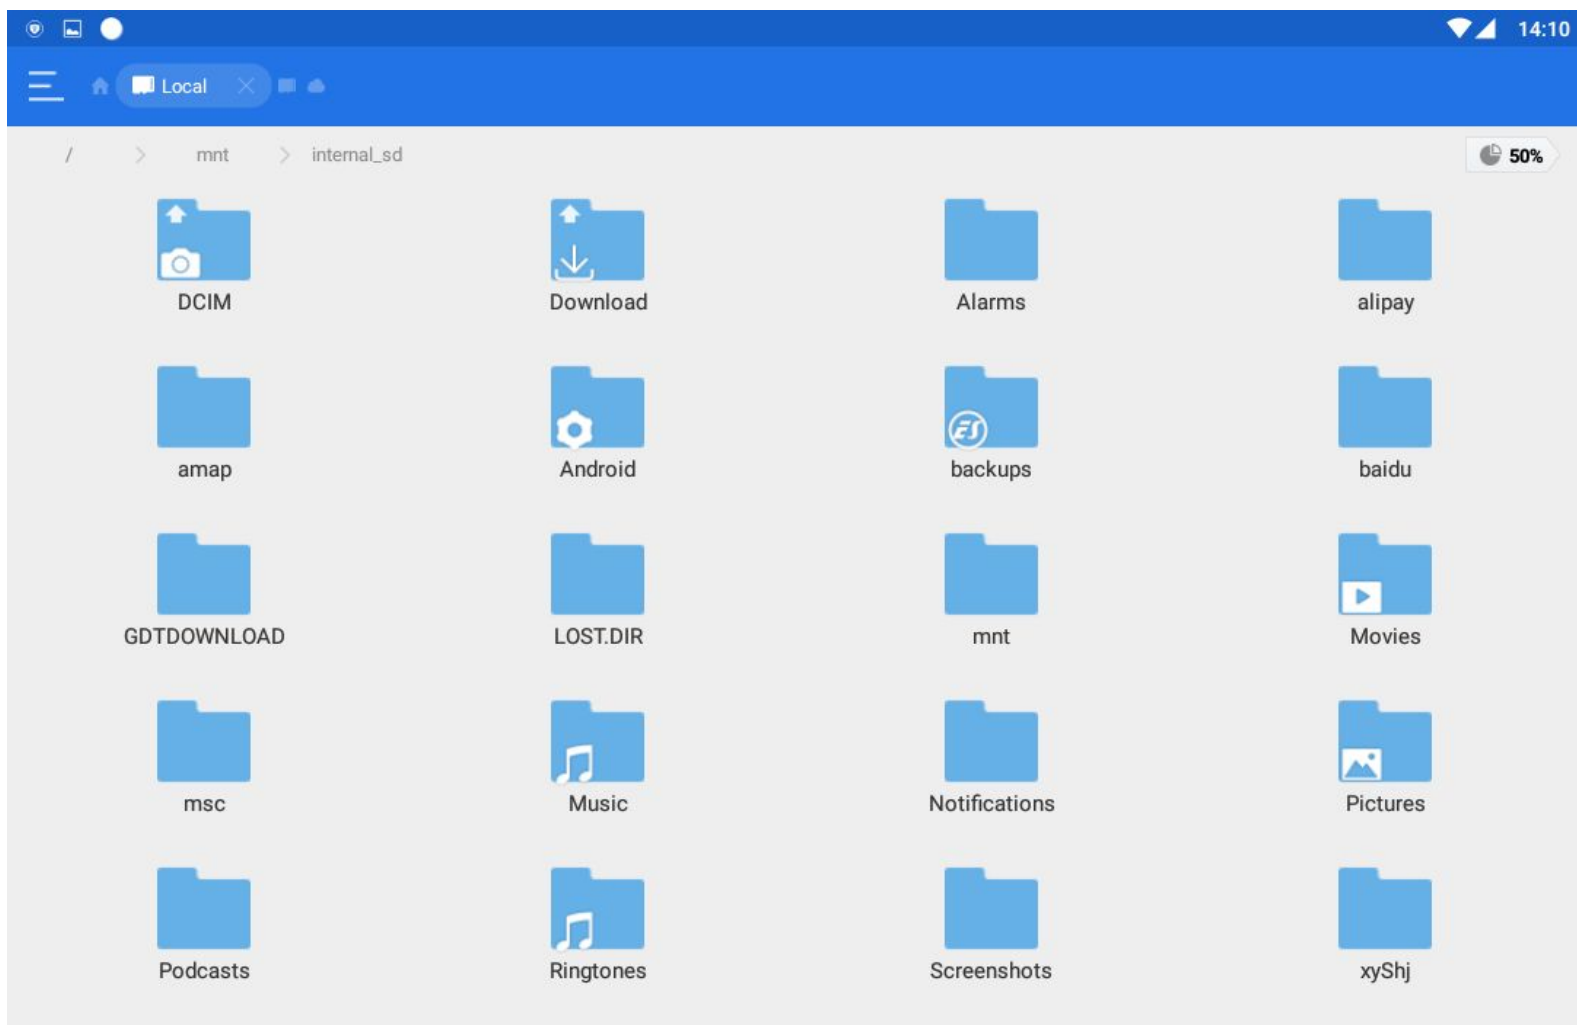 14:10
Local
/ mnt internal_sd 50%
DCIM Download Alarms alipay
amap Android backups baidu
GDTDOWNLOAD LOST.DIR mnt Movies
msc Music Notifications Pictures
Podcasts Ringtones Screenshots xyShj